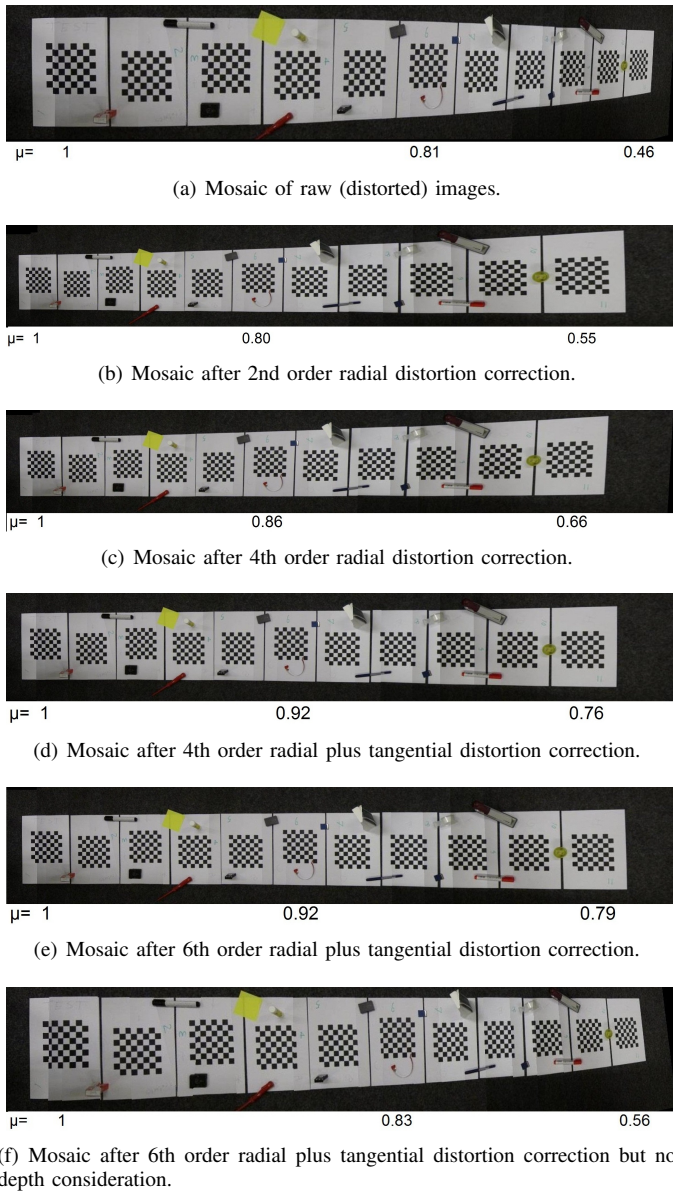 μ= 1 0.81 0.46
(a) Mosaic of raw (distorted) images.
μ= 1 0.80 0.55
(b) Mosaic after 2nd order radial distortion correction.
μ= 1 0.86 0.66
(c) Mosaic after 4th order radial distortion correction.
μ= 1 0.92 0.76
(d) Mosaic after 4th order radial plus tangential distortion correction.
μ= 1 0.92 0.79
(e) Mosaic after 6th order radial plus tangential distortion correction.
μ= 1 0.83 0.56
(f) Mosaic after 6th order radial plus tangential distortion correction but no
depth consideration.